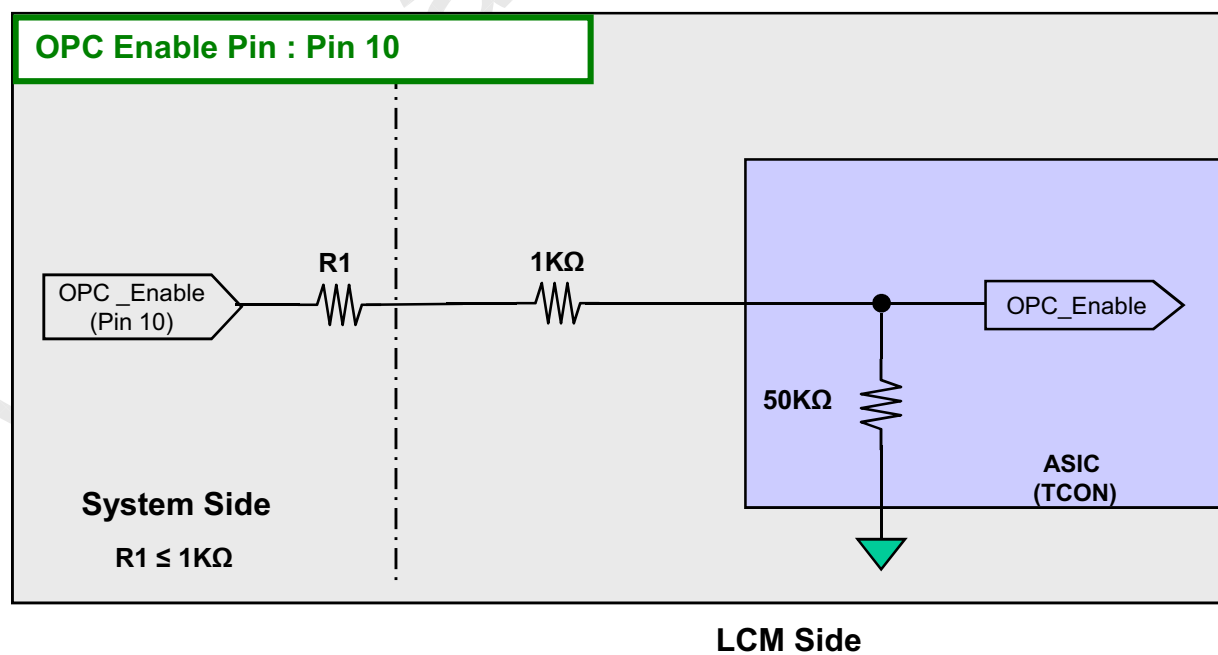 OPC Enable Pin : Pin 10
R1
1KΩ
OPC _Enable
(Pin 10)
OPC_Enable
50KΩ
ASIC
(TCON)
System Side
R1 ≤ 1KΩ
LCM Side